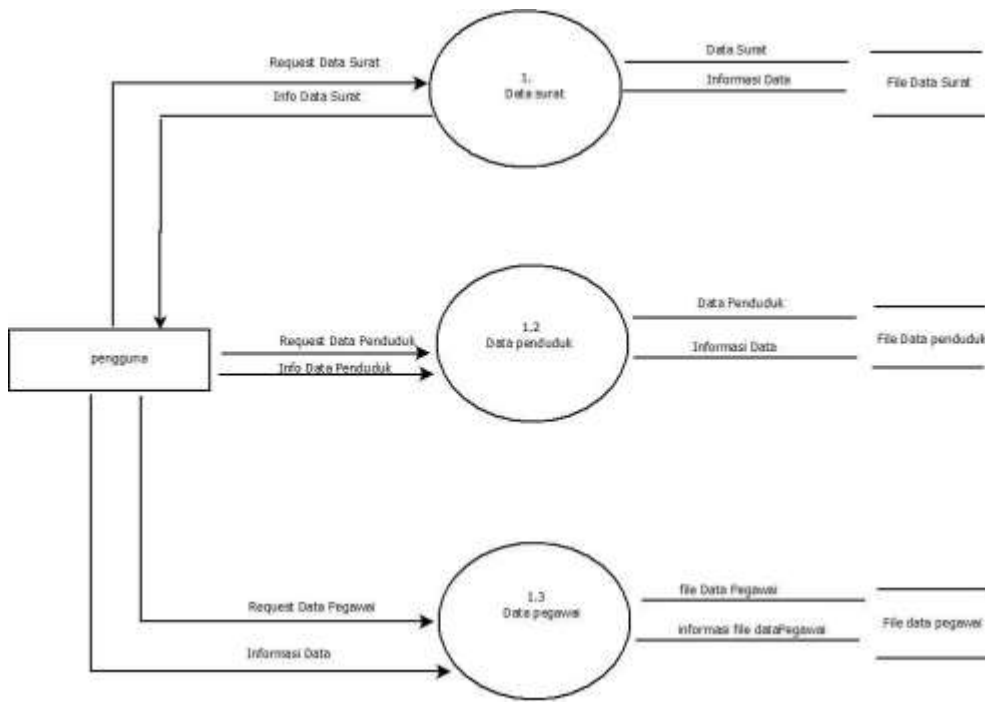 Request Data Surat
Info Data Surat
1.
Data surat
Data Surat
Informasi Data
File Data Surat
pengguna
Request Data Penduduk
Info Data Penduduk
1.2
Data penduduk
Data Penduduk
Informasi Data
File Data penduduk
Request Data Pegawai
Informasi Data
1.3
Data pegawai
file Data Pegawai
informasi file dataPegawai
File data pegawai